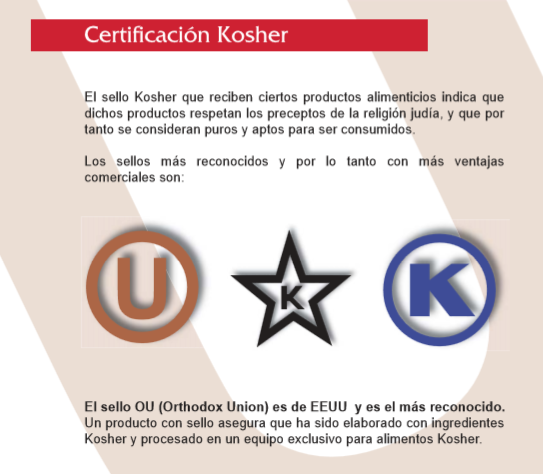 Certificación Kosher
El sello Kosher que reciben ciertos productos alimenticios indica que
dichos productos respetan los preceptos de la religión judía, y que por
tanto se consideran puros y aptos para ser consumidos.
Los sellos más reconocidos y por lo tanto con más ventajas
comerciales son:
U K K
El sello OU (Orthodox Union) es de EEUU y es el más reconocido.
Un producto con sello asegura que ha sido elaborado con ingredientes
Kosher y procesado en un equipo exclusivo para alimentos Kosher.